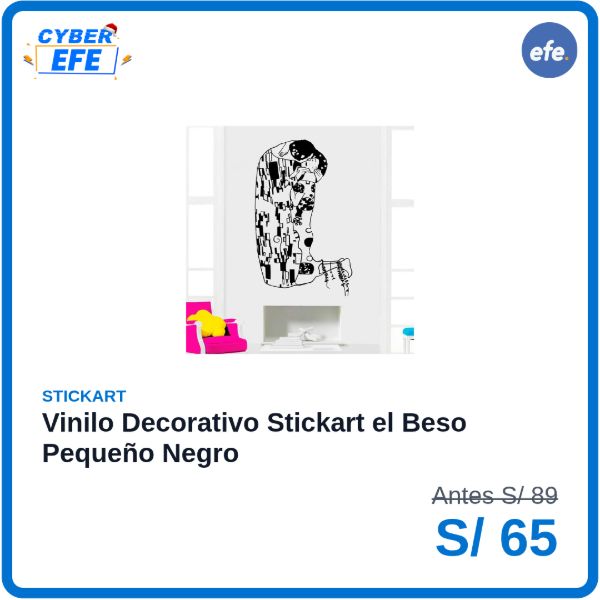 CYBER
EFE
efe.
STICKART
Vinilo Decorativo Stickart el Beso
Pequeño Negro
Antes S/ 89
S/ 65